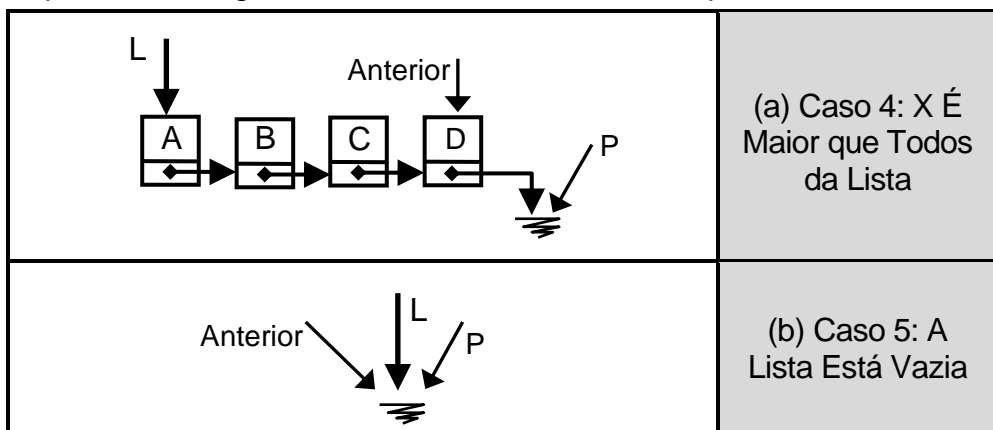 L
Anterior
A B C D
P
(a) Caso 4: X É
Maior que Todos
da Lista
L
Anterior
P
(b) Caso 5: A
Lista Está Vazia